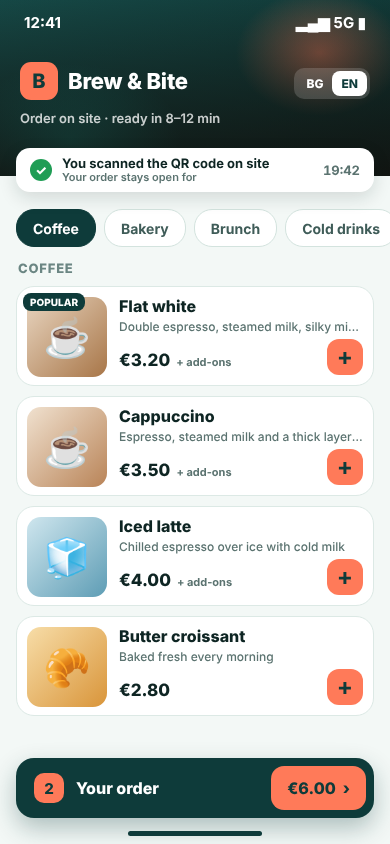 12:41
5G
B
Brew & Bite
BG
EN
Order on site · ready in 8–12 min
You scanned the QR code on site
Your order stays open for
19:42
Coffee
Bakery
Brunch
Cold drinks
COFFEE
POPULAR
Flat white
Double espresso, steamed milk, silky mi...
€3.20 + add-ons
+
Cappuccino
Espresso, steamed milk and a thick layer...
€3.50 + add-ons
+
Iced latte
Chilled espresso over ice with cold milk
€4.00 + add-ons
+
Butter croissant
Baked fresh every morning
€2.80
+
2
Your order
€6.00 ›